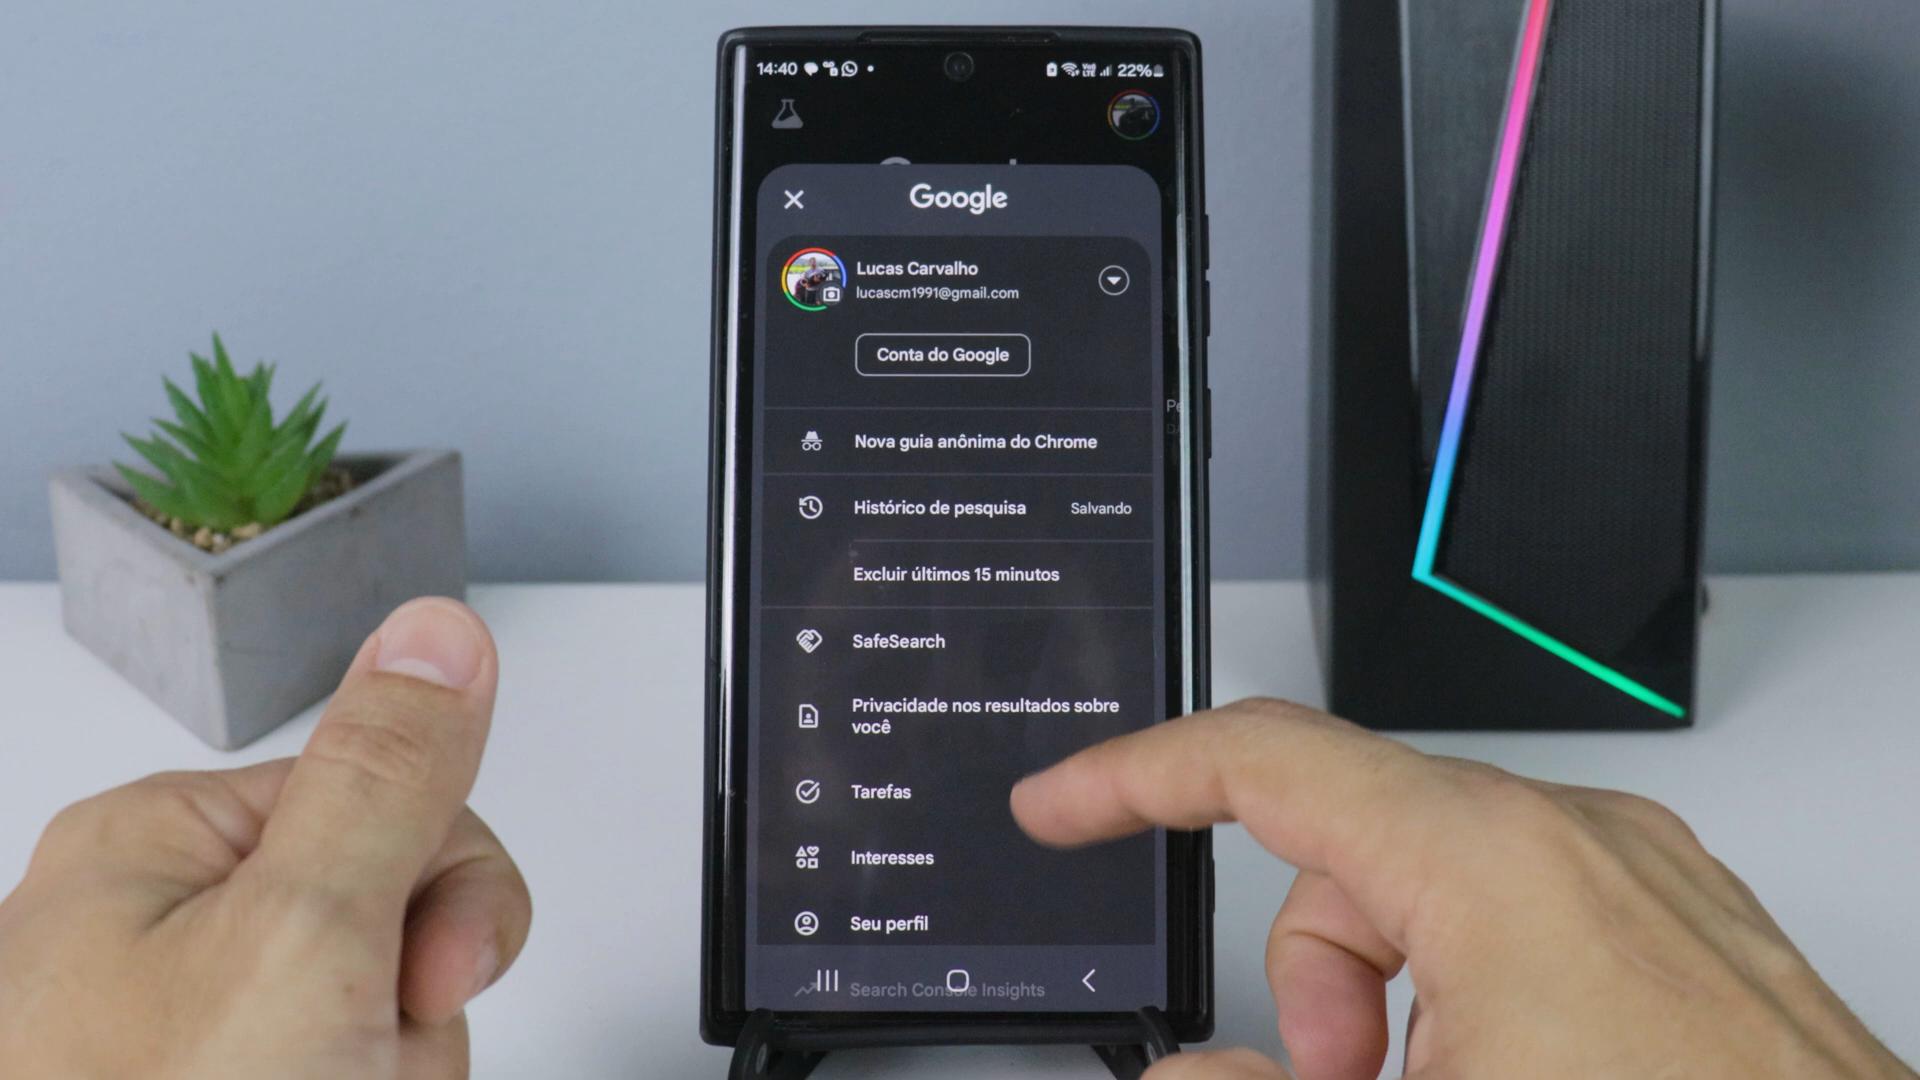 14:40
22%
Google
Lucas Carvalho
lucascm1991@gmail.com
Conta do Google
Nova guia anônima do Chrome
Histórico de pesquisa Salvando
Excluir últimos 15 minutos
SafeSearch
Privacidade nos resultados sobre
você
Tarefas
Interesses
Seu perfil
Search Console Insights